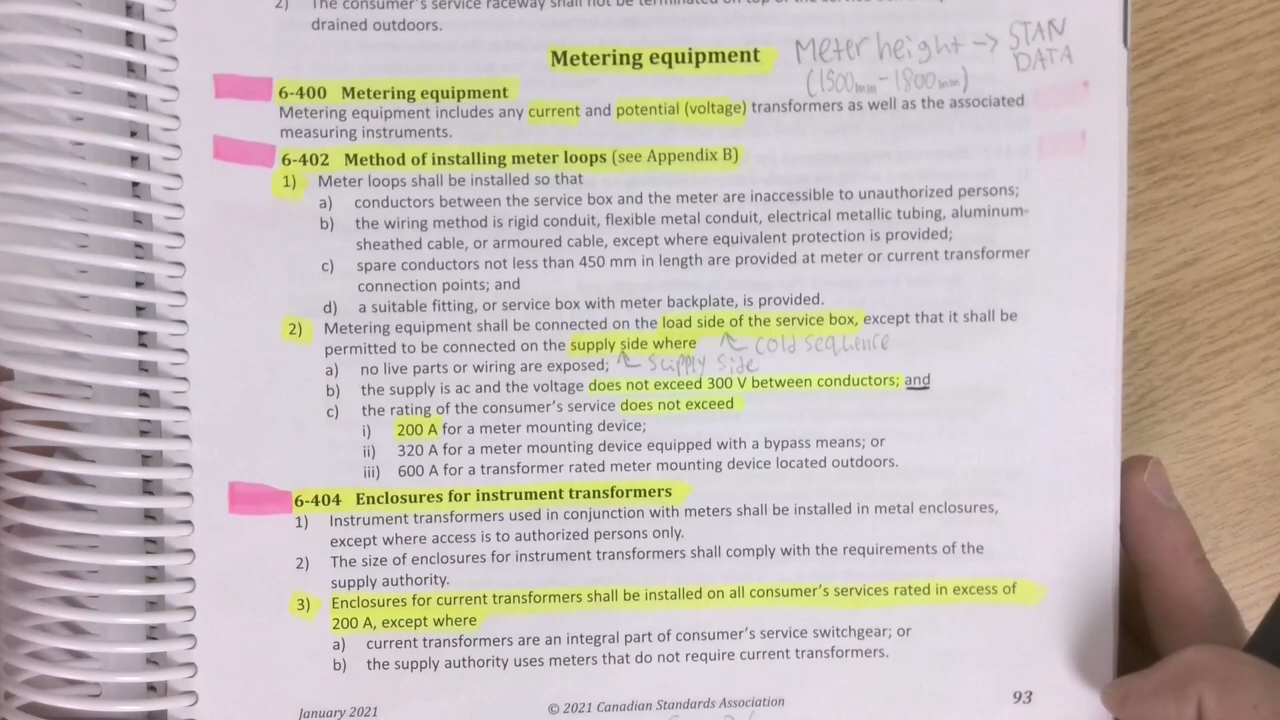 2) The consumer's service raceway shall not be terminated on top of the
drained outdoors.
Metering equipment
Meter height → STAN DATA
(1500mm - 1800mm)
6-400 Metering equipment
Metering equipment includes any current and potential (voltage) transformers as well as the associated
measuring instruments.
6-402 Method of installing meter loops (see Appendix B)
1) Meter loops shall be installed so that
a) conductors between the service box and the meter are inaccessible to unauthorized persons;
b) the wiring method is rigid conduit, flexible metal conduit, electrical metallic tubing, aluminum-
sheathed cable, or armoured cable, except where equivalent protection is provided;
c) spare conductors not less than 450 mm in length are provided at meter or current transformer
connection points; and
d) a suitable fitting, or service box with meter backplate, is provided.
2) Metering equipment shall be connected on the load side of the service box, except that it shall be
permitted to be connected on the supply side where
cold sequence
a) no live parts or wiring are exposed;
supply side
b) the supply is ac and the voltage does not exceed 300 V between conductors; and
c) the rating of the consumer's service does not exceed
i) 200 A for a meter mounting device;
ii) 320 A for a meter mounting device equipped with a bypass means; or
iii) 600 A for a transformer rated meter mounting device located outdoors.
6-404 Enclosures for instrument transformers
1) Instrument transformers used in conjunction with meters shall be installed in metal enclosures,
except where access is to authorized persons only.
2) The size of enclosures for instrument transformers shall comply with the requirements of the
supply authority.
3) Enclosures for current transformers shall be installed on all consumer's services rated in excess of
200 A, except where
a) current transformers are an integral part of consumer's service switchgear; or
b) the supply authority uses meters that do not require current transformers.
January 2021
© 2021 Canadian Standards Association
93